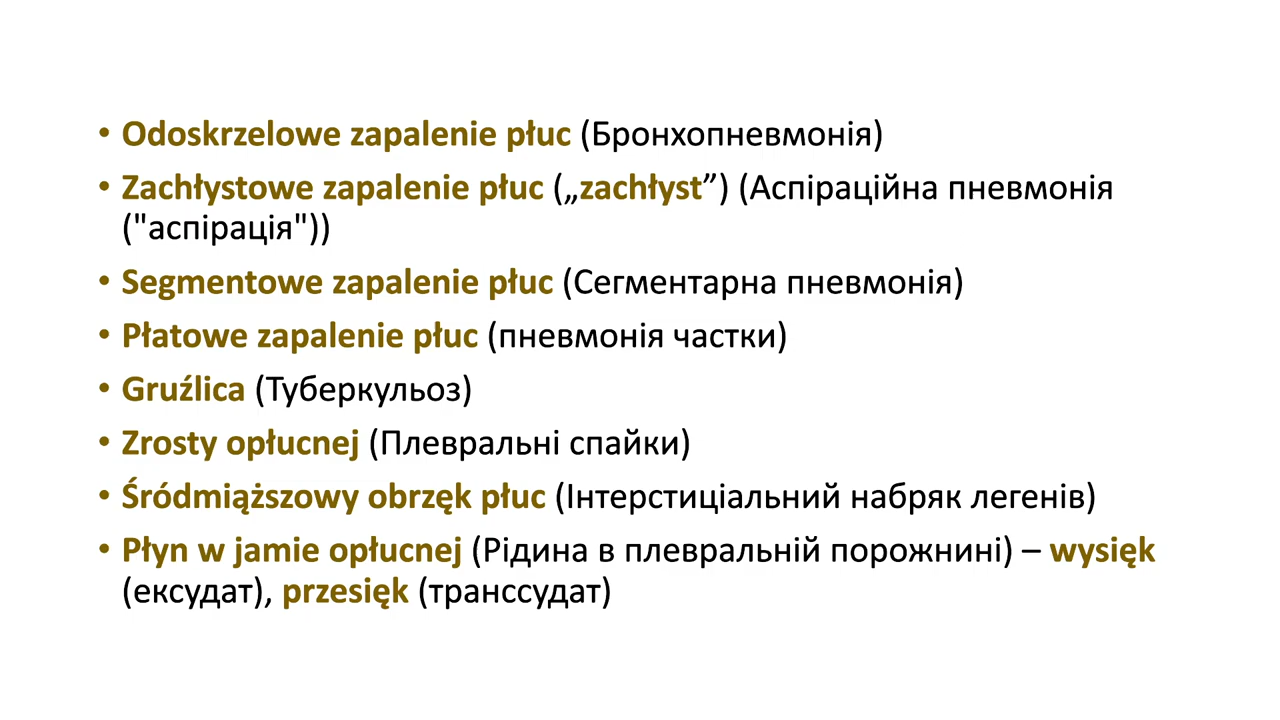 • Odoskrzelowe zapalenie płuc (Бронхопневмонія)
• Zachłystowe zapalenie płuc („zachłyst”) (Аспіраційна пневмонія
("аспірація"))
• Segmentowe zapalenie płuc (Сегментарна пневмонія)
• Płatowe zapalenie płuc (пневмонія частки)
• Gruźlica (Туберкульоз)
• Zrosty opłucnej (Плевральні спайки)
• Śródmiąższowy obrzęk płuc (Інтерстиціальний набряк легенів)
• Płyn w jamie opłucnej (Рідина в плевральній порожнині) – wysięk
(ексудат), przesięk (транссудат)